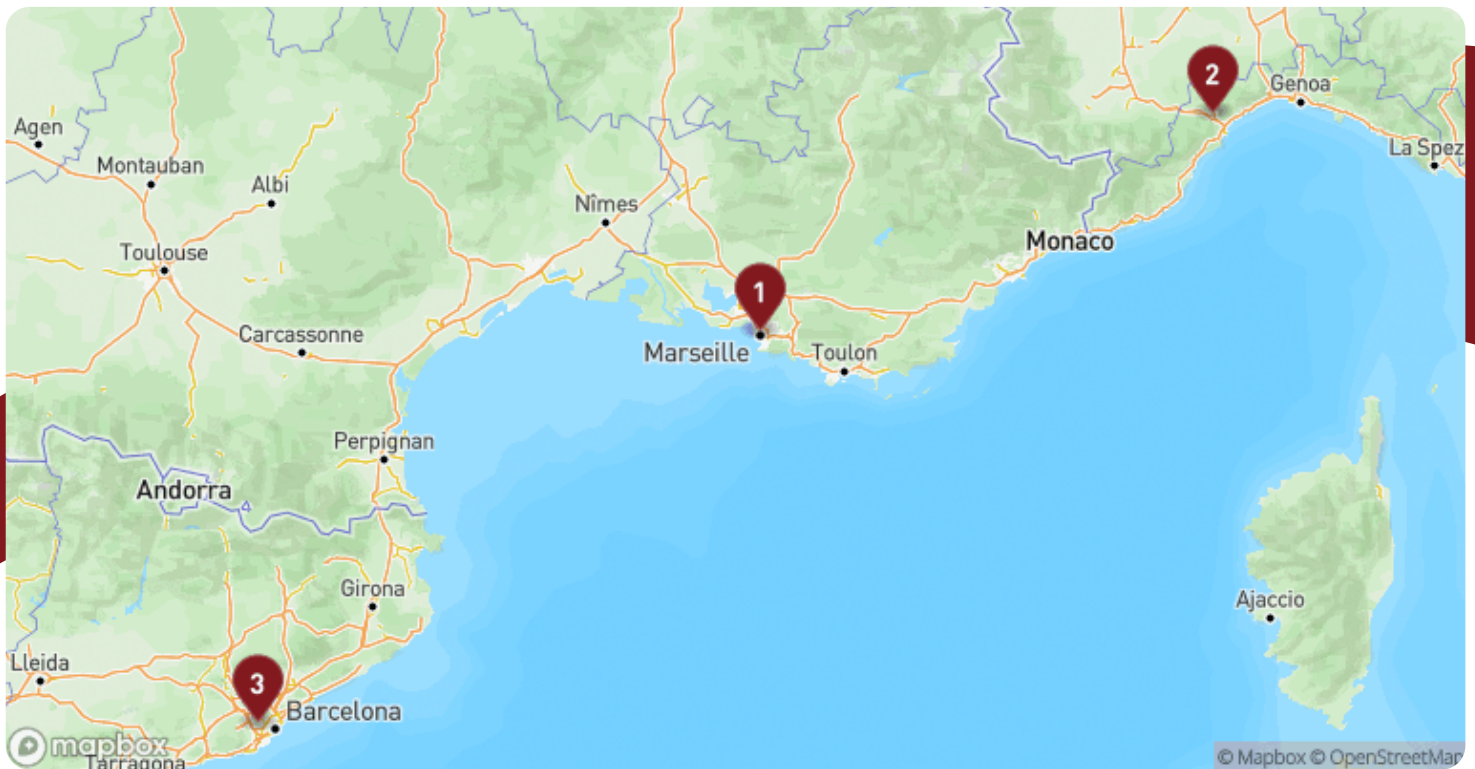 2
Genoa
Agen
La Spez
Montauban
Albi
Nîmes
Monaco
Toulouse
1
Carcassonne
Marseille
Toulon
Perpignan
Andorra
Girona
Ajaccio
Lleida
3
Barcelona
mapbox
Tarragona
© Mapbox © OpenStreetMap